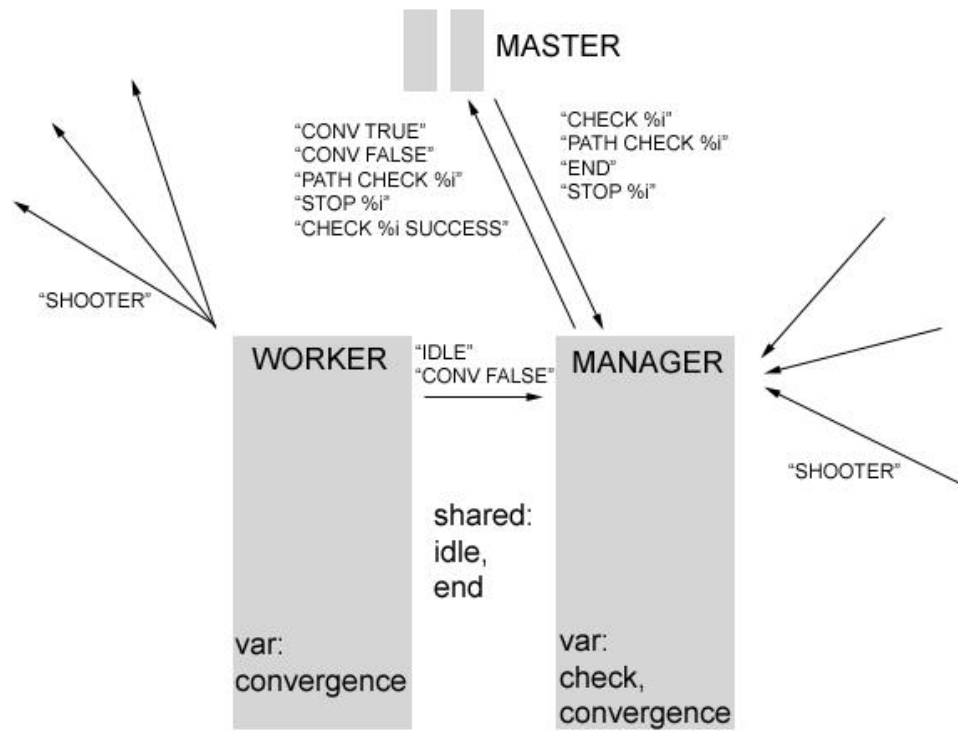 MASTER
“CONV TRUE”
“CONV FALSE”
“PATH CHECK %i”
“STOP %i”
“CHECK %i SUCCESS”
“CHECK %i”
“PATH CHECK %i”
“END”
“STOP %i”
“SHOOTER”
WORKER
“IDLE”
“CONV FALSE”
MANAGER
“SHOOTER”
shared:
idle,
end
var:
convergence
var:
check,
convergence